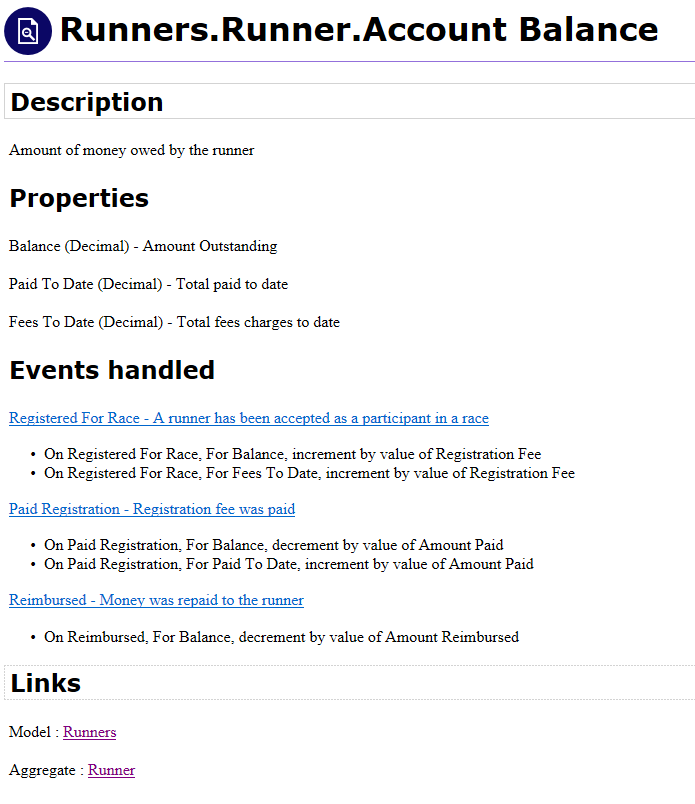 Runners.Runner.Account Balance
Description
Amount of money owed by the runner
Properties
Balance (Decimal) - Amount Outstanding
Paid To Date (Decimal) - Total paid to date
Fees To Date (Decimal) - Total fees charges to date
Events handled
Registered For Race - A runner has been accepted as a participant in a race
• On Registered For Race, For Balance, increment by value of Registration Fee
• On Registered For Race, For Fees To Date, increment by value of Registration Fee
Paid Registration - Registration fee was paid
• On Paid Registration, For Balance, decrement by value of Amount Paid
• On Paid Registration, For Paid To Date, increment by value of Amount Paid
Reimbursed - Money was repaid to the runner
• On Reimbursed, For Balance, decrement by value of Amount Reimbursed
Links
Model : Runners
Aggregate : Runner